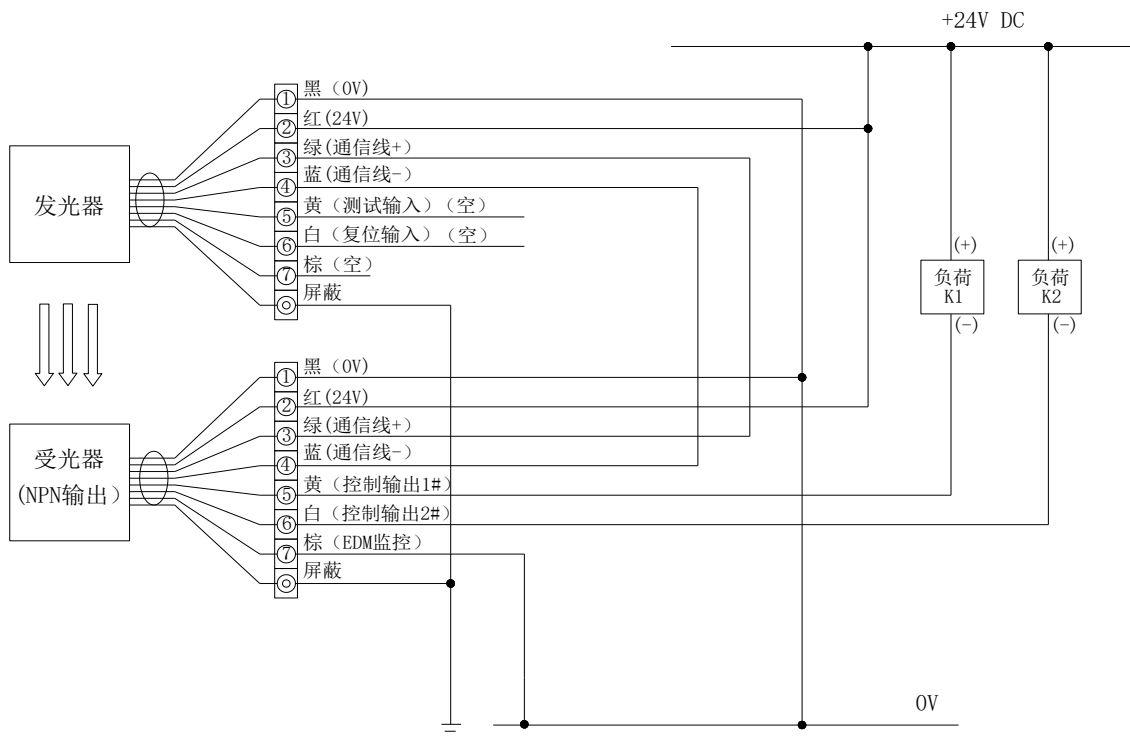 +24V DC
黑（0V)
①
红(24V)
②
绿(通信线+)
③
蓝(通信线-)
④
黄（测试输入）（空）
⑤
白（复位输入）（空）
⑥
棕（空）
⑦
屏蔽
发光器
(+)
(+)
负荷
K1
负荷
K2
(-)
(-)
黑（0V)
①
红(24V)
②
绿(通信线+)
③
蓝(通信线-)
④
黄（控制输出1#)
⑤
白（控制输出2#)
⑥
棕（EDM监控）
⑦
屏蔽
受光器
(NPN输出）
0V